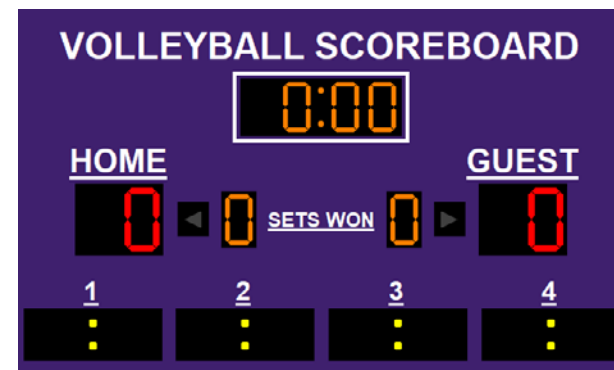 VOLLEYBALL SCOREBOARD
0:00
HOME GUEST
0 0 SETS WON 0 0
1 2 3 4
: : : :